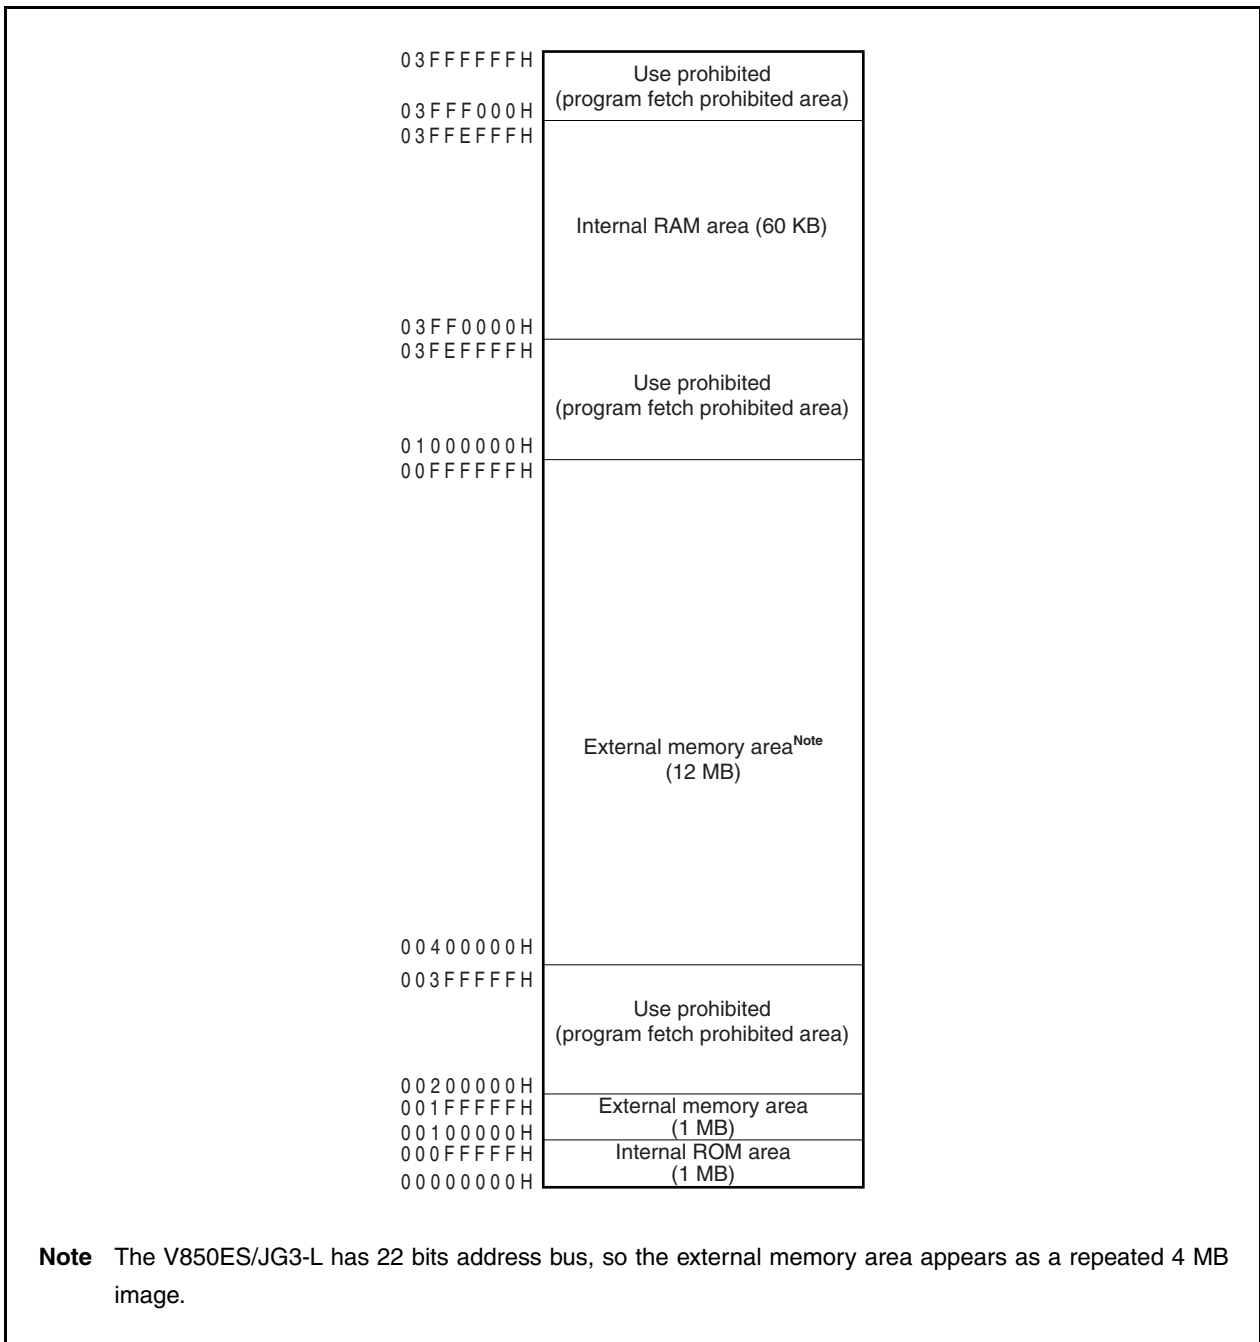 03FFFFFFH
Use prohibited
(program fetch prohibited area)
03FFF000H
03FFEFFFH
Internal RAM area (60 KB)
03FF0000H
03FEFFFFH
Use prohibited
(program fetch prohibited area)
01000000H
00FFFFFFH
External memory areaNote
(12 MB)
00400000H
003FFFFFH
Use prohibited
(program fetch prohibited area)
00200000H
001FFFFFH
External memory area
(1 MB)
00100000H
000FFFFFH
Internal ROM area
(1 MB)
00000000H
Note The V850ES/JG3-L has 22 bits address bus, so the external memory area appears as a repeated 4 MB
image.